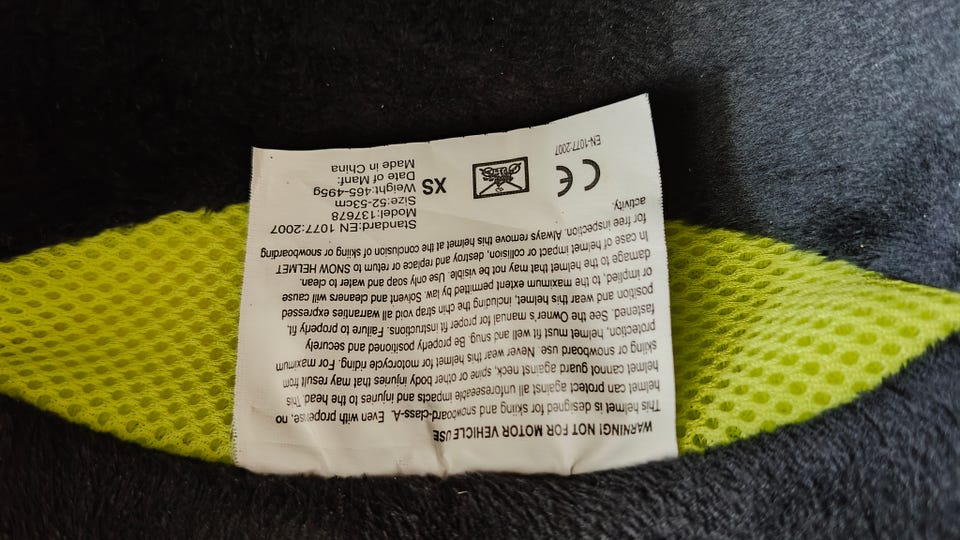 WARNING! NOT FOR MOTOR VEHICLE USE
This helmet is designed for skiing and snowboard-class-A. Ever with propense, no
helmet can protect against all unforeseeable impacts and injuries to the head This
helmet cannot guard against neck, spine or other body injuries that may result from
skiing or snowboard use. Never wear this helmet for motorcycle riding. For maximum
protection, helmet must fit well and snug. Be properly positioned and securely
fastened. See the Owner's manual for proper fit instructions. Failure to properly fit,
position and wear this helmet, including the chin strap void all warranties expressed
or implied, to the maximum extent permitted by law. Solvent and cleaners will cause
damage to the helmet that may not be visible. Use only soap and water to clean.
In case of helmet impact or collision, destroy and replace or return to SNOW HELMET
for free inspection. Always remove this helmet at the conclusion of skiing or snowboarding
activity.
CE
EN-1077:2007
XS
Standard:EN 1077:2007
Model:137678
Size:52-53cm
Weight:465-495g
Date of Manf:
Made in China